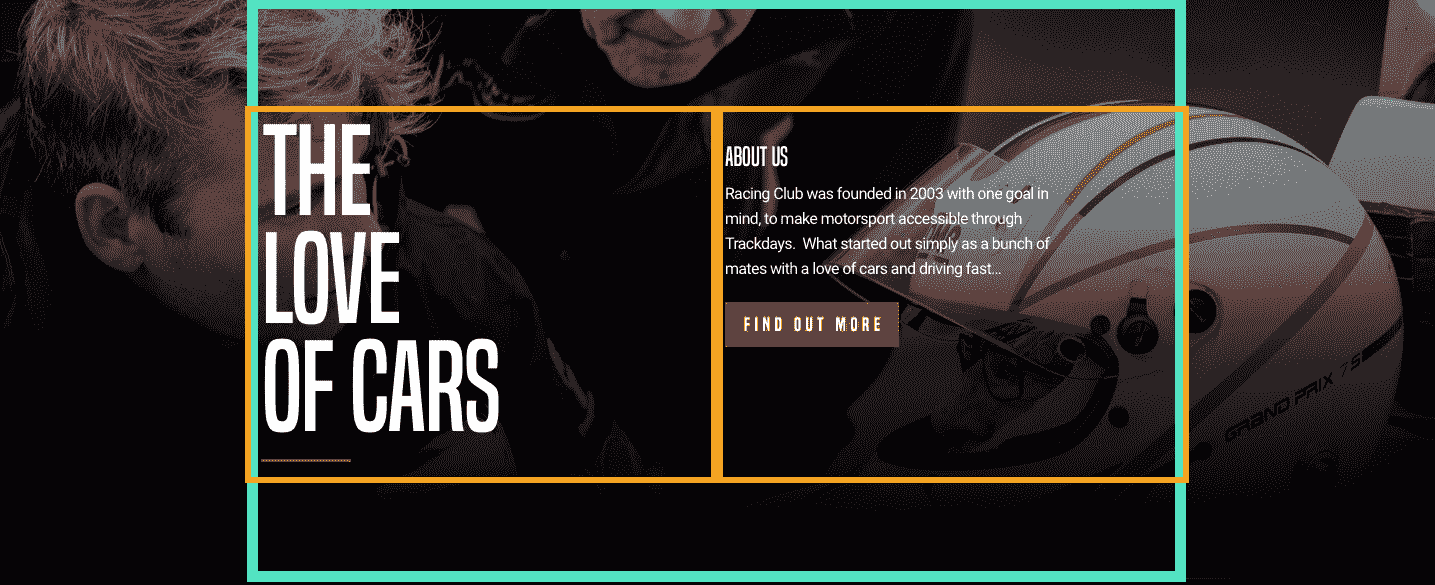 THE
LOVE
OF CARS
ABOUT US
Racing Club was founded in 2003 with one goal in
mind, to make motorsport accessible through
Trackdays.  What started out simply as a bunch of
mates with a love of cars and driving fast...
FIND OUT MORE
GRAND PRIX 7S